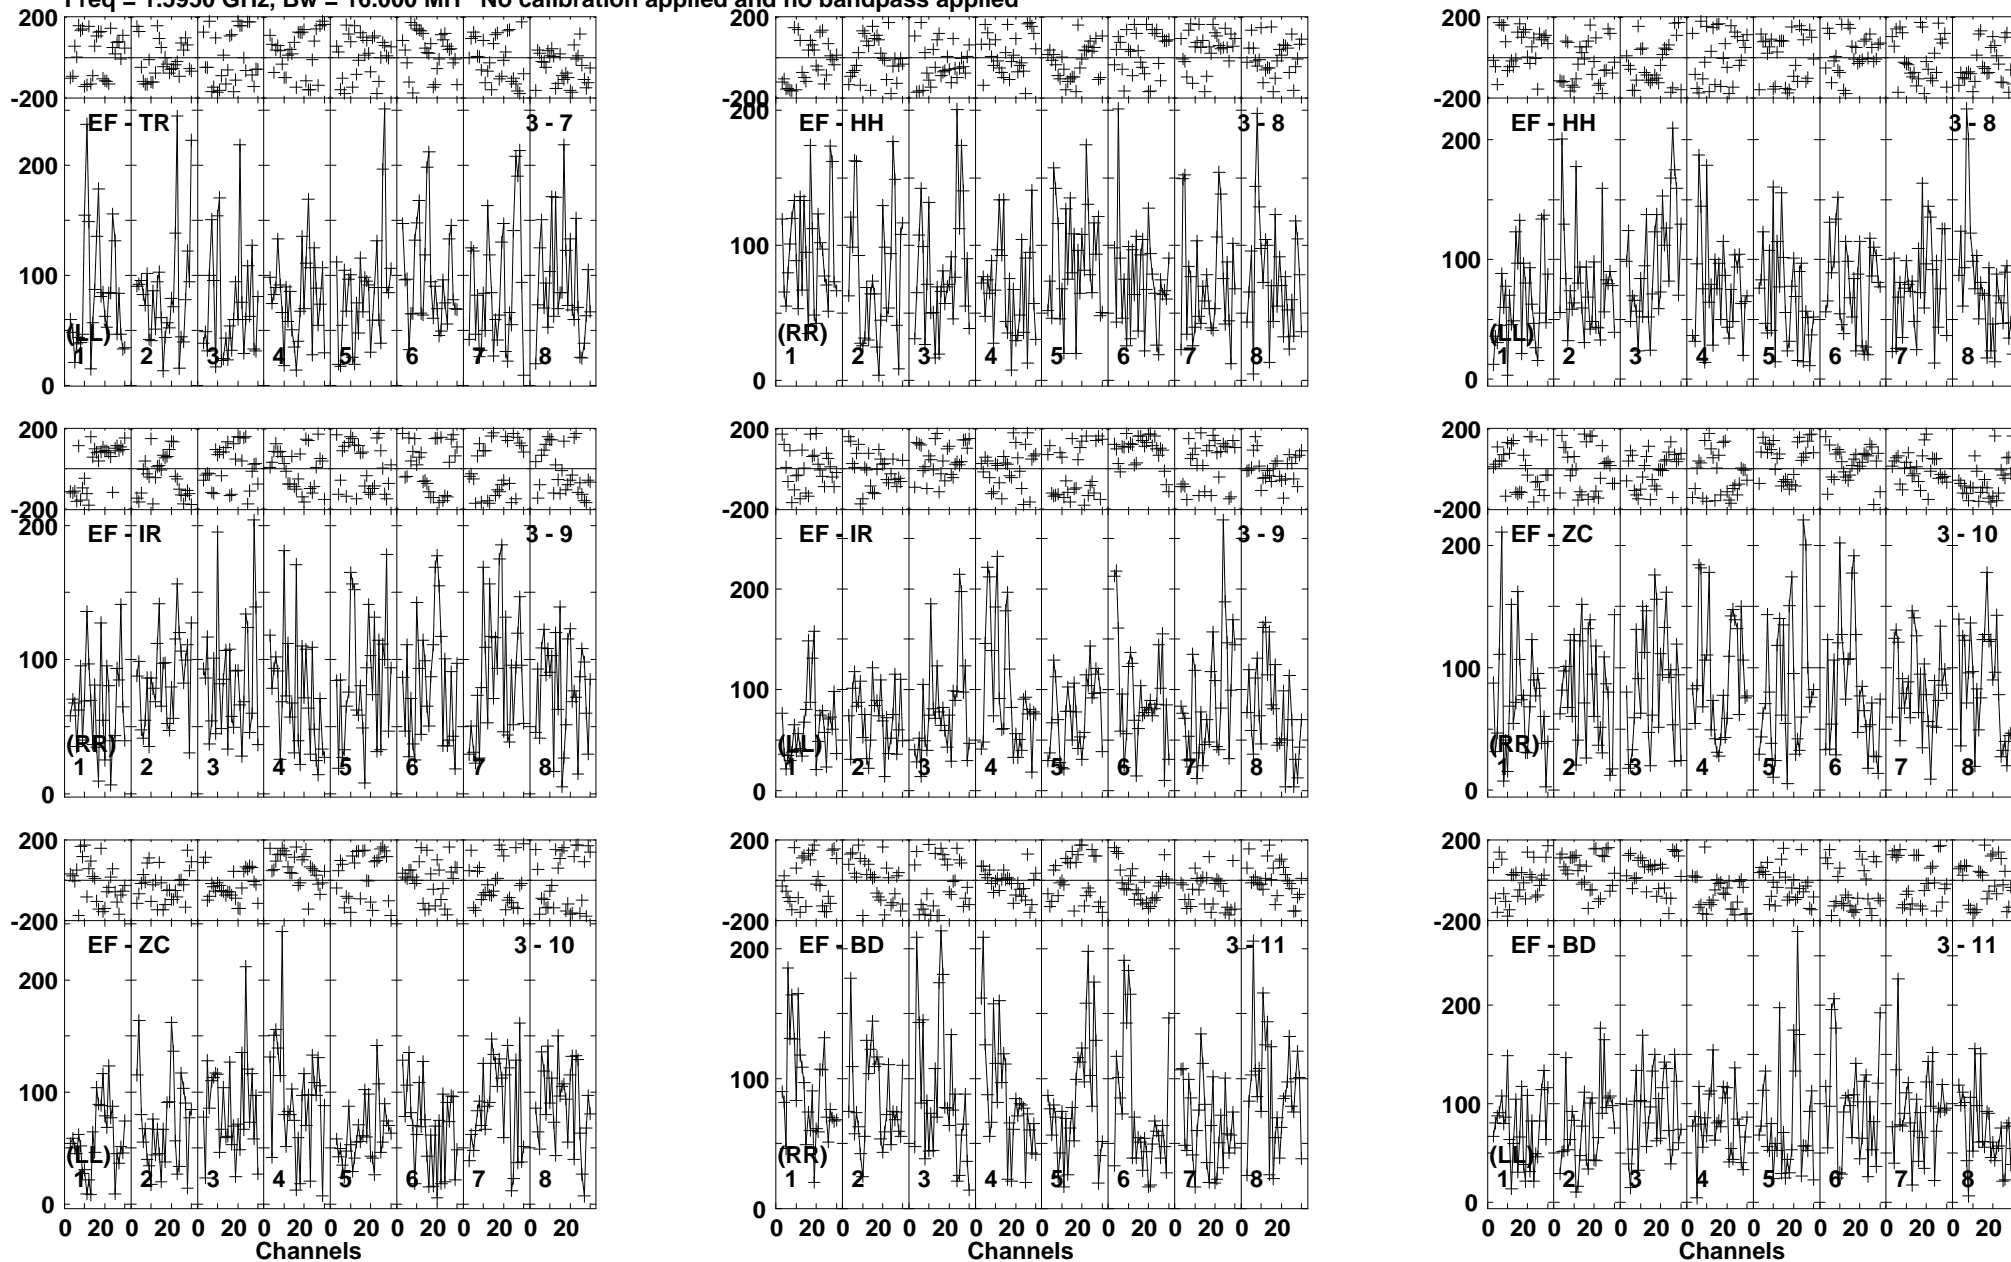 Freq = 1.5950 GHz, Bw = 16.000 MH No calibration applied and no bandpass applied
200 200 200
-200 -200 -200
EF - TR 3 - 7 EF - HH 3 - 8 EF - HH 3 - 8
200 200 200
100 100 100
0 0 0
(LL) (RR) (LL)
1 2 3 4 5 6 7 8 1 2 3 4 5 6 7 8 1 2 3 4 5 6 7 8
200 200 200
-200 -200 -200
EF - IR 3 - 9 EF - IR 3 - 9 EF - ZC 3 - 10
200 200 200
100 100 100
0 0 0
(RR) (LL) (RR)
1 2 3 4 5 6 7 8 1 2 3 4 5 6 7 8 1 2 3 4 5 6 7 8
200 200 200
-200 -200 -200
EF - ZC 3 - 10 EF - BD 3 - 11 EF - BD 3 - 11
200 200 200
100 100 100
0 0 0
(LL) (RR) (LL)
1 2 3 4 5 6 7 8 1 2 3 4 5 6 7 8 1 2 3 4 5 6 7 8
0 20 0 20 0 20 0 20 0 20 0 20 0 20 0 20 0 20 0 20 0 20 0 20 0 20 0 20 0 20 0 20 0 20 0 20 0 20 0 20 0 20 0 20 0 20 0 20
Channels Channels Channels